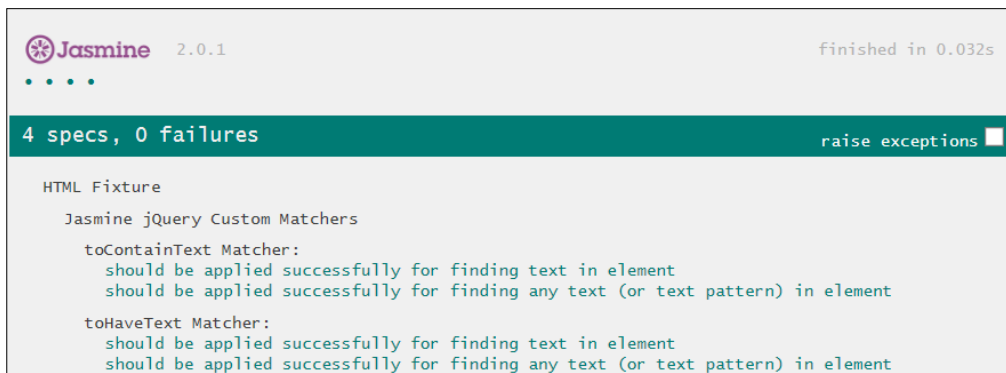 Jasmine 2.0.1 finished in 0.032s
4 specs, 0 failures raise exceptions
HTML Fixture
Jasmine jQuery Custom Matchers
toContainText Matcher:
should be applied successfully for finding text in element
should be applied successfully for finding any text (or text pattern) in element
toHaveText Matcher:
should be applied successfully for finding text in element
should be applied successfully for finding any text (or text pattern) in element